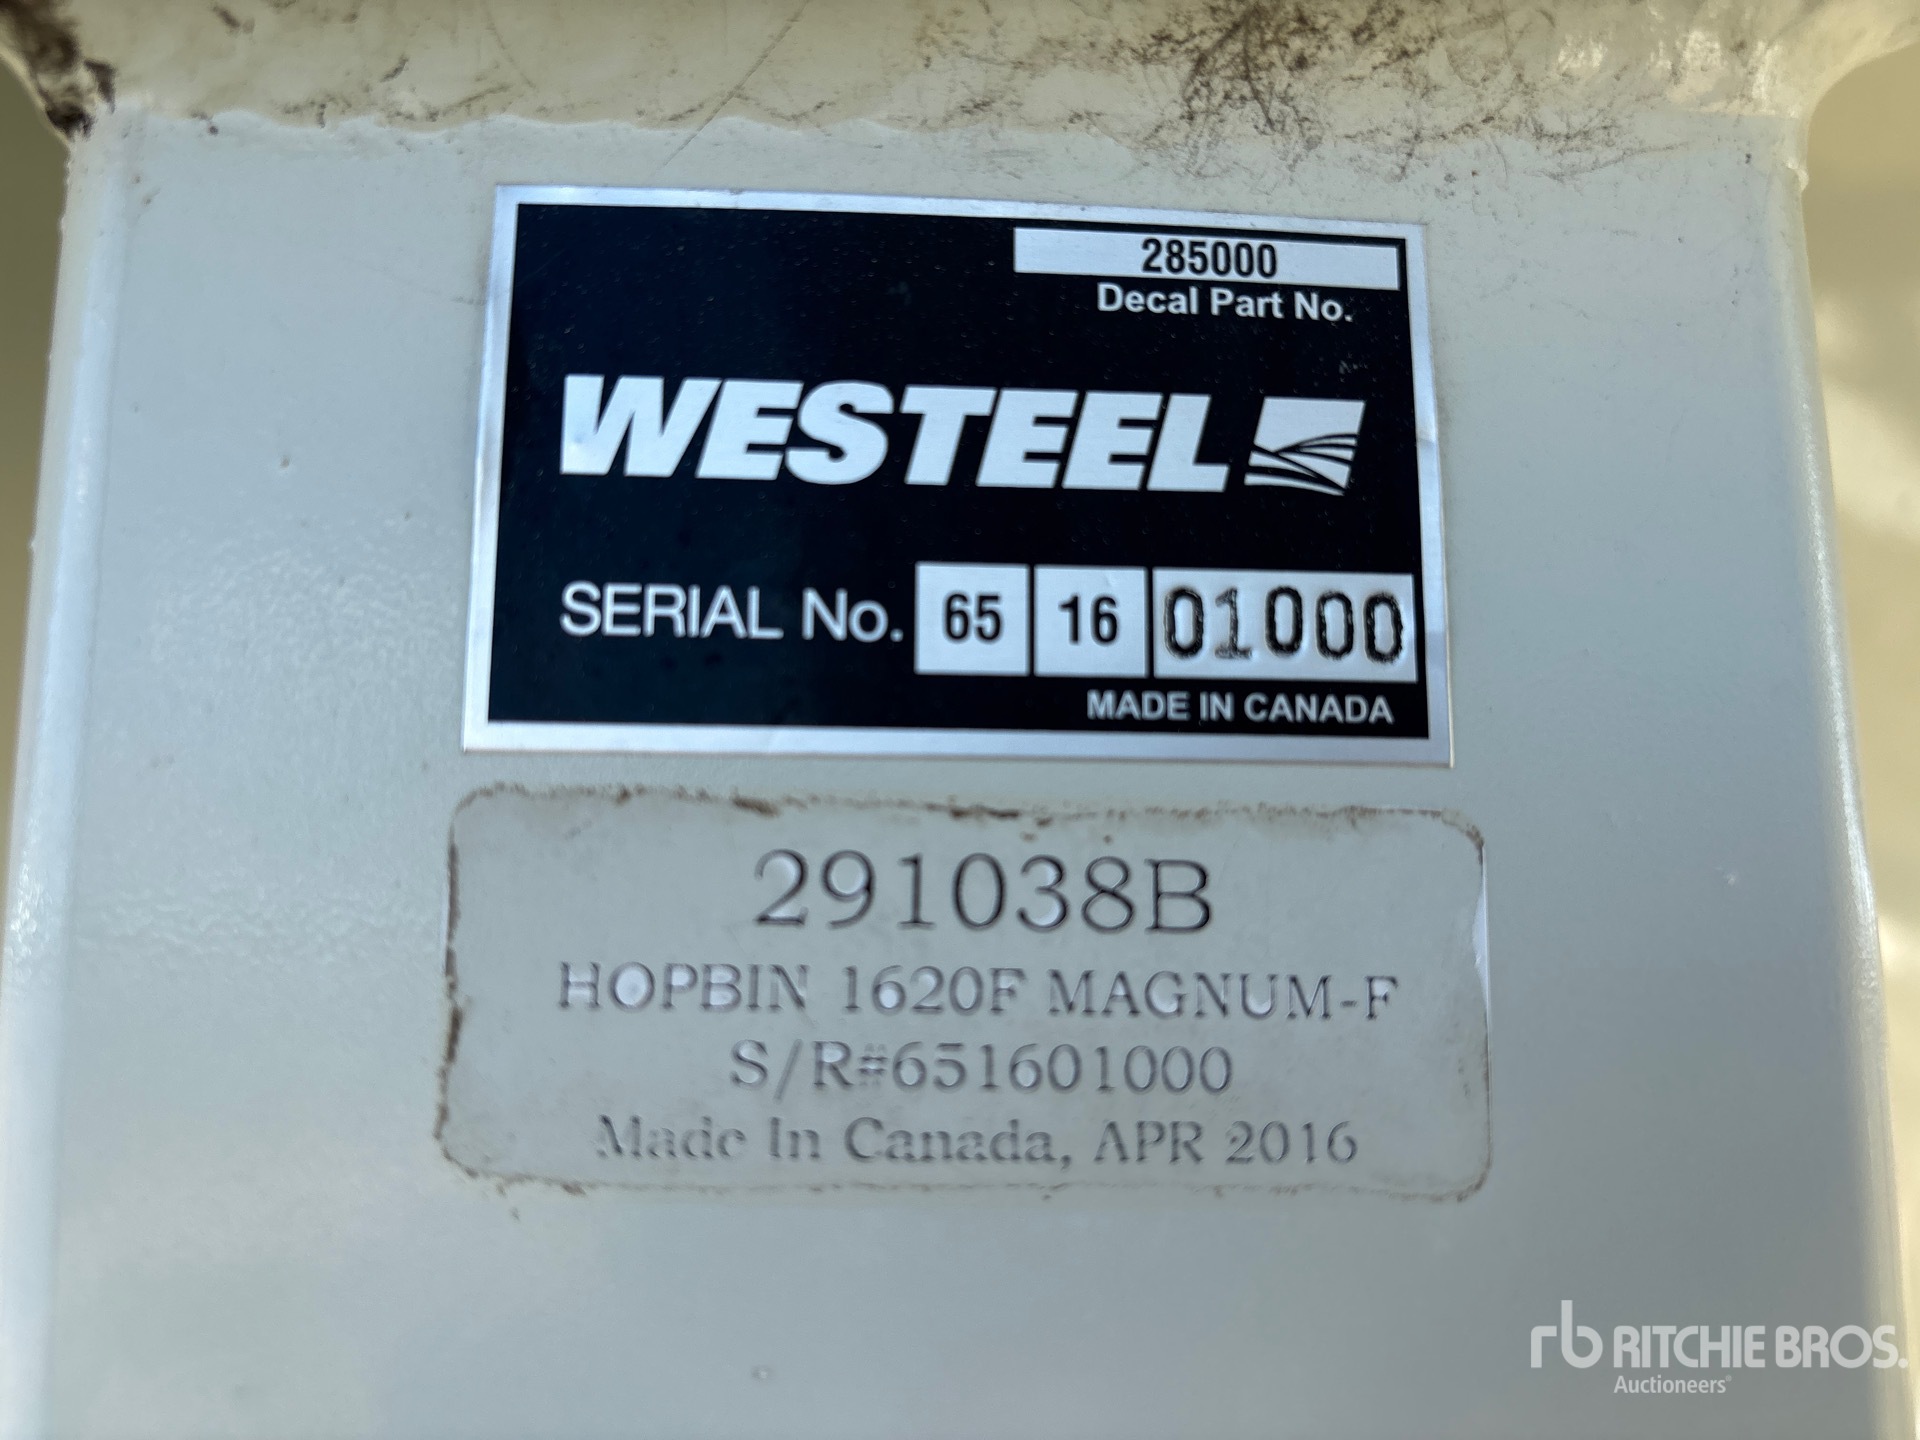 285000
Decal Part No.
WESTEEL
SERIAL No. 65 16 01000
MADE IN CANADA
291038B
HOPBIN 1620F MAGNUM-F
S/R#651601000
Made In Canada, APR 2016
rb RITCHIE BROS.
Auctioneers®